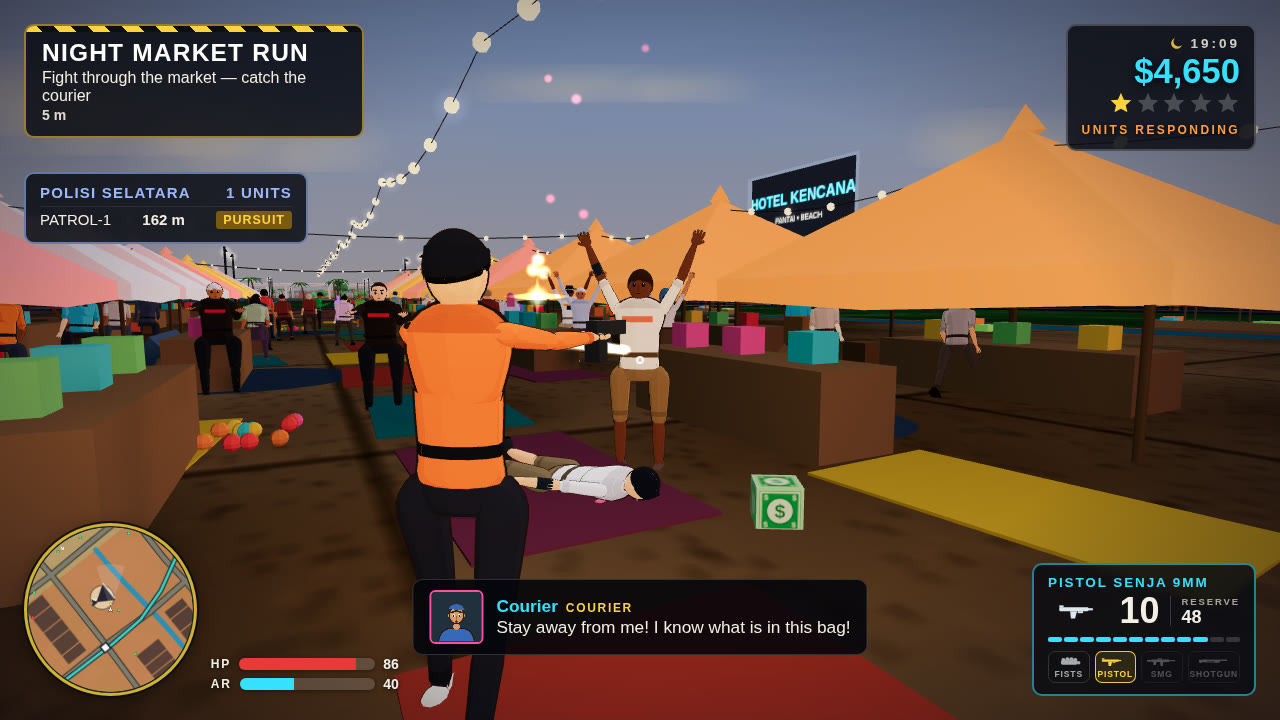 NIGHT MARKET RUN
Fight through the market — catch the
courier
5 m
19:09
$4,650
UNITS RESPONDING
POLISI SELATARA 1 UNITS
PATROL-1 162 m PURSUIT
HOTEL KENCANA
PANTAI • BEACH
$
Courier COURIER
Stay away from me! I know what is in this bag!
HP 86
AR 40
PISTOL SENJA 9MM
10 RESERVE
48
FISTS PISTOL SMG SHOTGUN